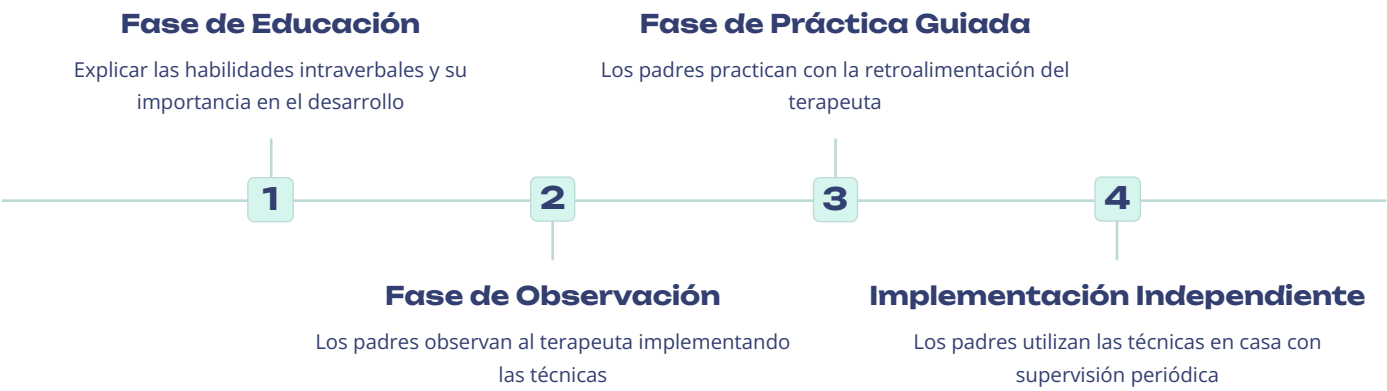 Fase de Educación
Explicar las habilidades intraverbales y su
importancia en el desarrollo
1
Fase de Observación
Los padres observan al terapeuta implementando
las técnicas
2
Fase de Práctica Guiada
Los padres practican con la retroalimentación del
terapeuta
3
Implementación Independiente
Los padres utilizan las técnicas en casa con
supervisión periódica
4